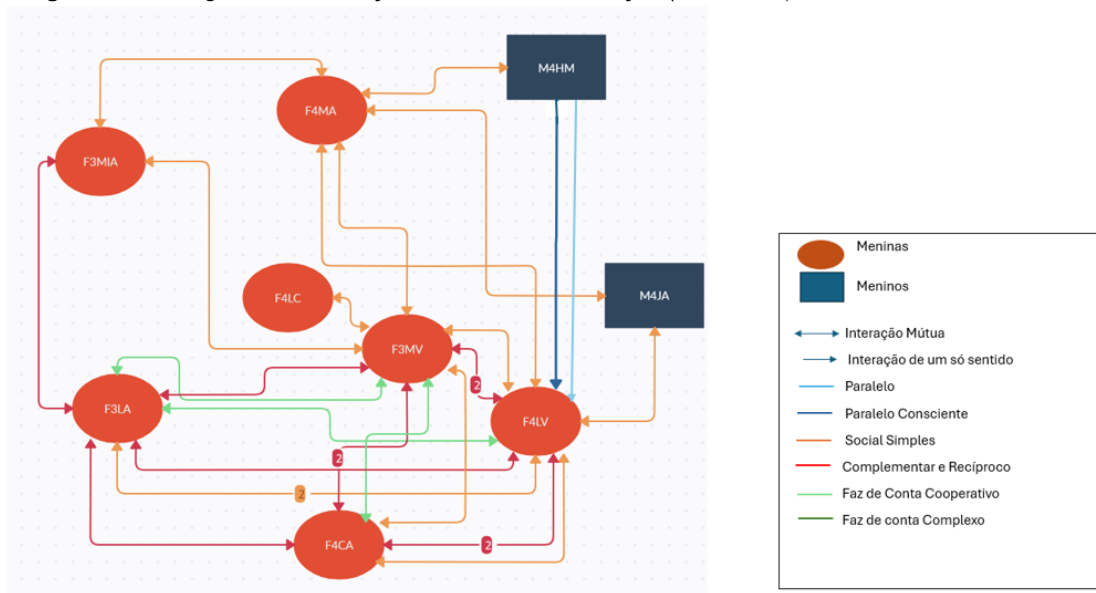 M4HM
F4MA
F3MIA
F4LC
M4JA
F3MV
2
F3LA
F4LV
2
2
F4CA
2
Meninas
Meninos
Interação Mútua
Interação de um só sentido
Paralelo
Paralelo Consciente
Social Simples
Complementar e Recíproco
Faz de Conta Cooperativo
Faz de conta Complexo